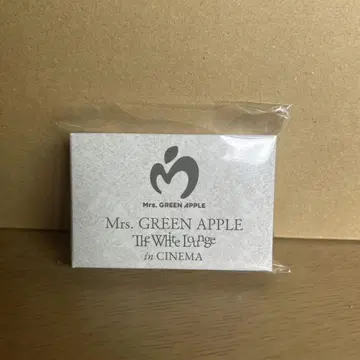 Mrs. GREEN APPLE
Mrs. GREEN APPLE
The White Lounge
in CINEMA